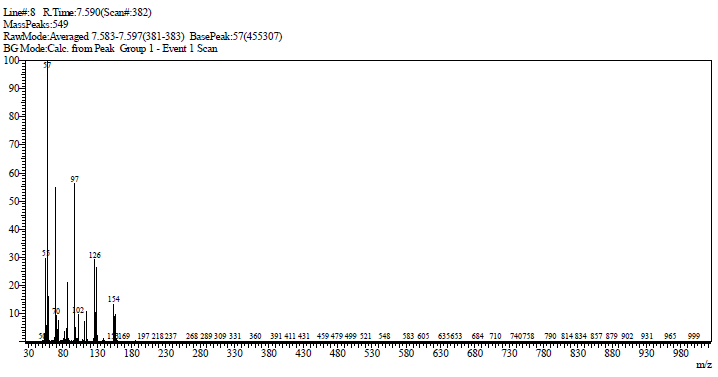 Line#:8 R.Time:7.590(Scan#:382)
MassPeaks:549
RawMode:Averaged 7.583-7.597(381-383) BasePeak:57(455307)
BG Mode:Calc. from Peak Group 1 - Event 1 Scan
100
57
90
80
70
60
97
50
40
30
55
126
20
154
10
70
102
169 197 218 237 268 289 309 331 360 391 411 431 459 479 499 521 548 583 605 635 653 684 710 740 758 790 814 834 857 879 902 931 965 999
30 80 130 180 230 280 330 380 430 480 530 580 630 680 730 780 830 880 930 980
m/z